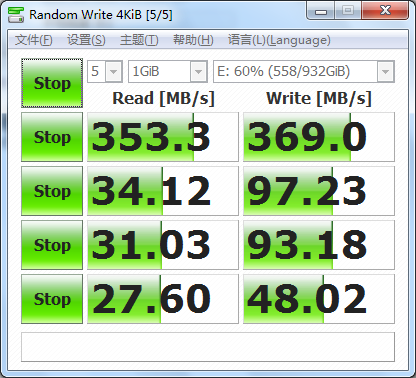 Random Write 4KiB [5/5]
文件(F) 设置(S) 主题(T) 帮助(H) 语言(L)(Language)
Stop 5 1GiB E: 60% (558/932GiB)
Read [MB/s] Write [MB/s]
Stop 353.3 369.0
Stop 34.12 97.23
Stop 31.03 93.18
Stop 27.60 48.02